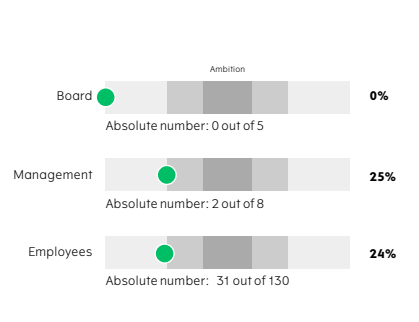 Ambition
Board 0%
Absolute number: 0 out of 5
Management 25%
Absolute number: 2 out of 8
Employees 24%
Absolute number: 31 out of 130